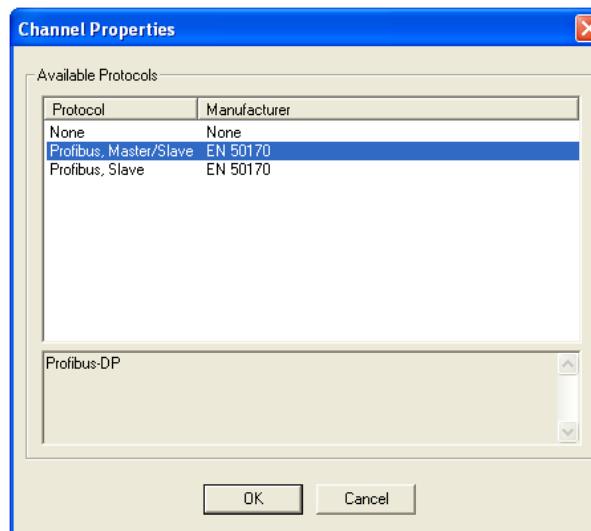 Channel Properties
Available Protocols
Protocol Manufacturer
None None
Profibus, Master/Slave EN 50170
Profibus, Slave EN 50170
Profibus-DP
OK Cancel